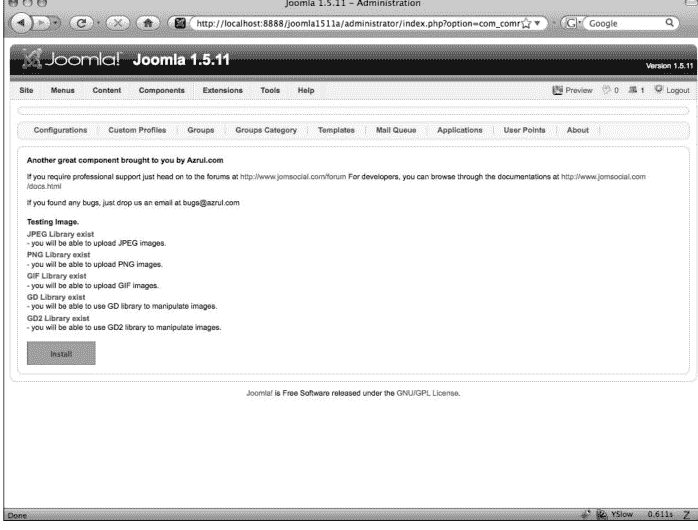 Joomla 1.5.11 - Administration
http://localhost:8888/joomla1511a/administrator/index.php?option=com_comr
G Google
Joomla! Joomla 1.5.11
Version 1.5.11
Site Menus Content Components Extensions Tools Help Preview 0 1 Logout
Configurations Custom Profiles Groups Groups Category Templates Mail Queue Applications User Points About
Another great component brought to you by Azrul.com
If you require professional support just head on to the forums at http://www.jomsocial.com/forum For developers, you can browse through the documentations at http://www.jomsocial.com
/docs.html
If you found any bugs, just drop us an email at bugs@azrul.com
Testing Image.
JPEG Library exist
- you will be able to upload JPEG images.
PNG Library exist
- you will be able to upload PNG images.
GIF Library exist
- you will be able to upload GIF images.
GD Library exist
- you will be able to use GD library to manipulate images.
GD2 Library exist
- you will be able to use GD2 library to manipulate images.
Install
Joomla! is Free Software released under the GNU/GPL License.
Done YSlow 0.611s Z